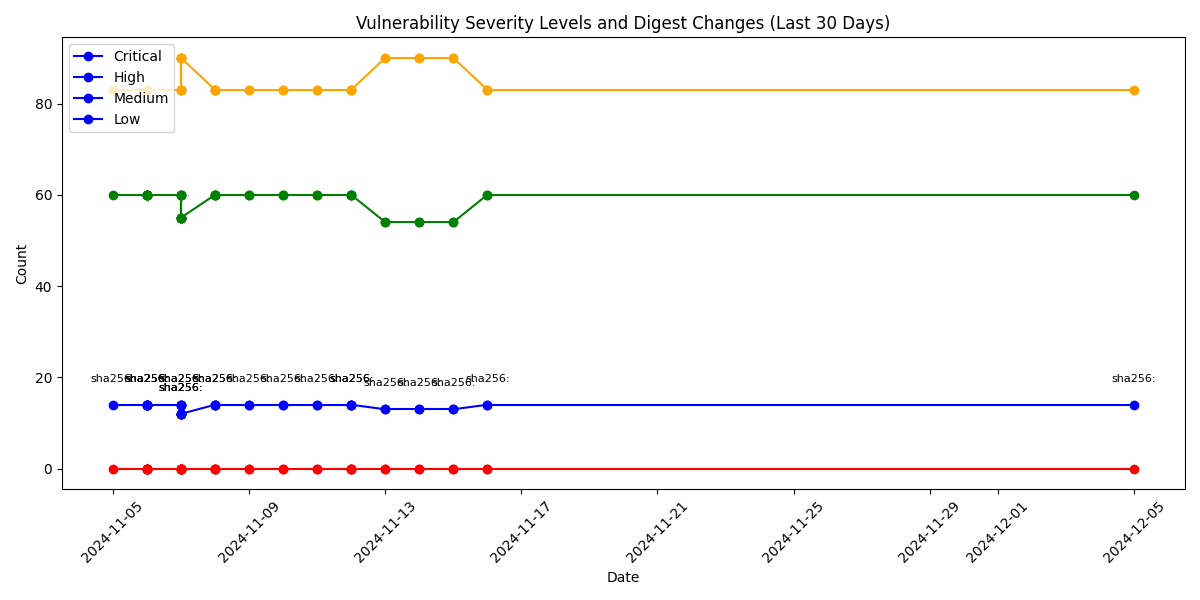 Vulnerability Severity Levels and Digest Changes (Last 30 Days)
Critical
High
Medium
Low
Count
80
60
40
20
0
sha256: sha256: sha256: sha256: sha256: sha256: sha256: sha256: sha256: sha256: sha256: sha256: sha256:
sha256:
2024-11-05
2024-11-09
2024-11-13
2024-11-17
2024-11-21
2024-11-25
2024-11-29
2024-12-01
2024-12-05
Date